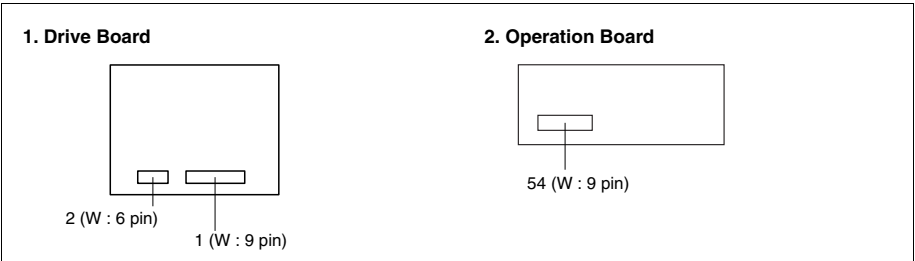 1. Drive Board
2. Operation Board
54 (W : 9 pin)
2 (W : 6 pin)
1 (W : 9 pin)